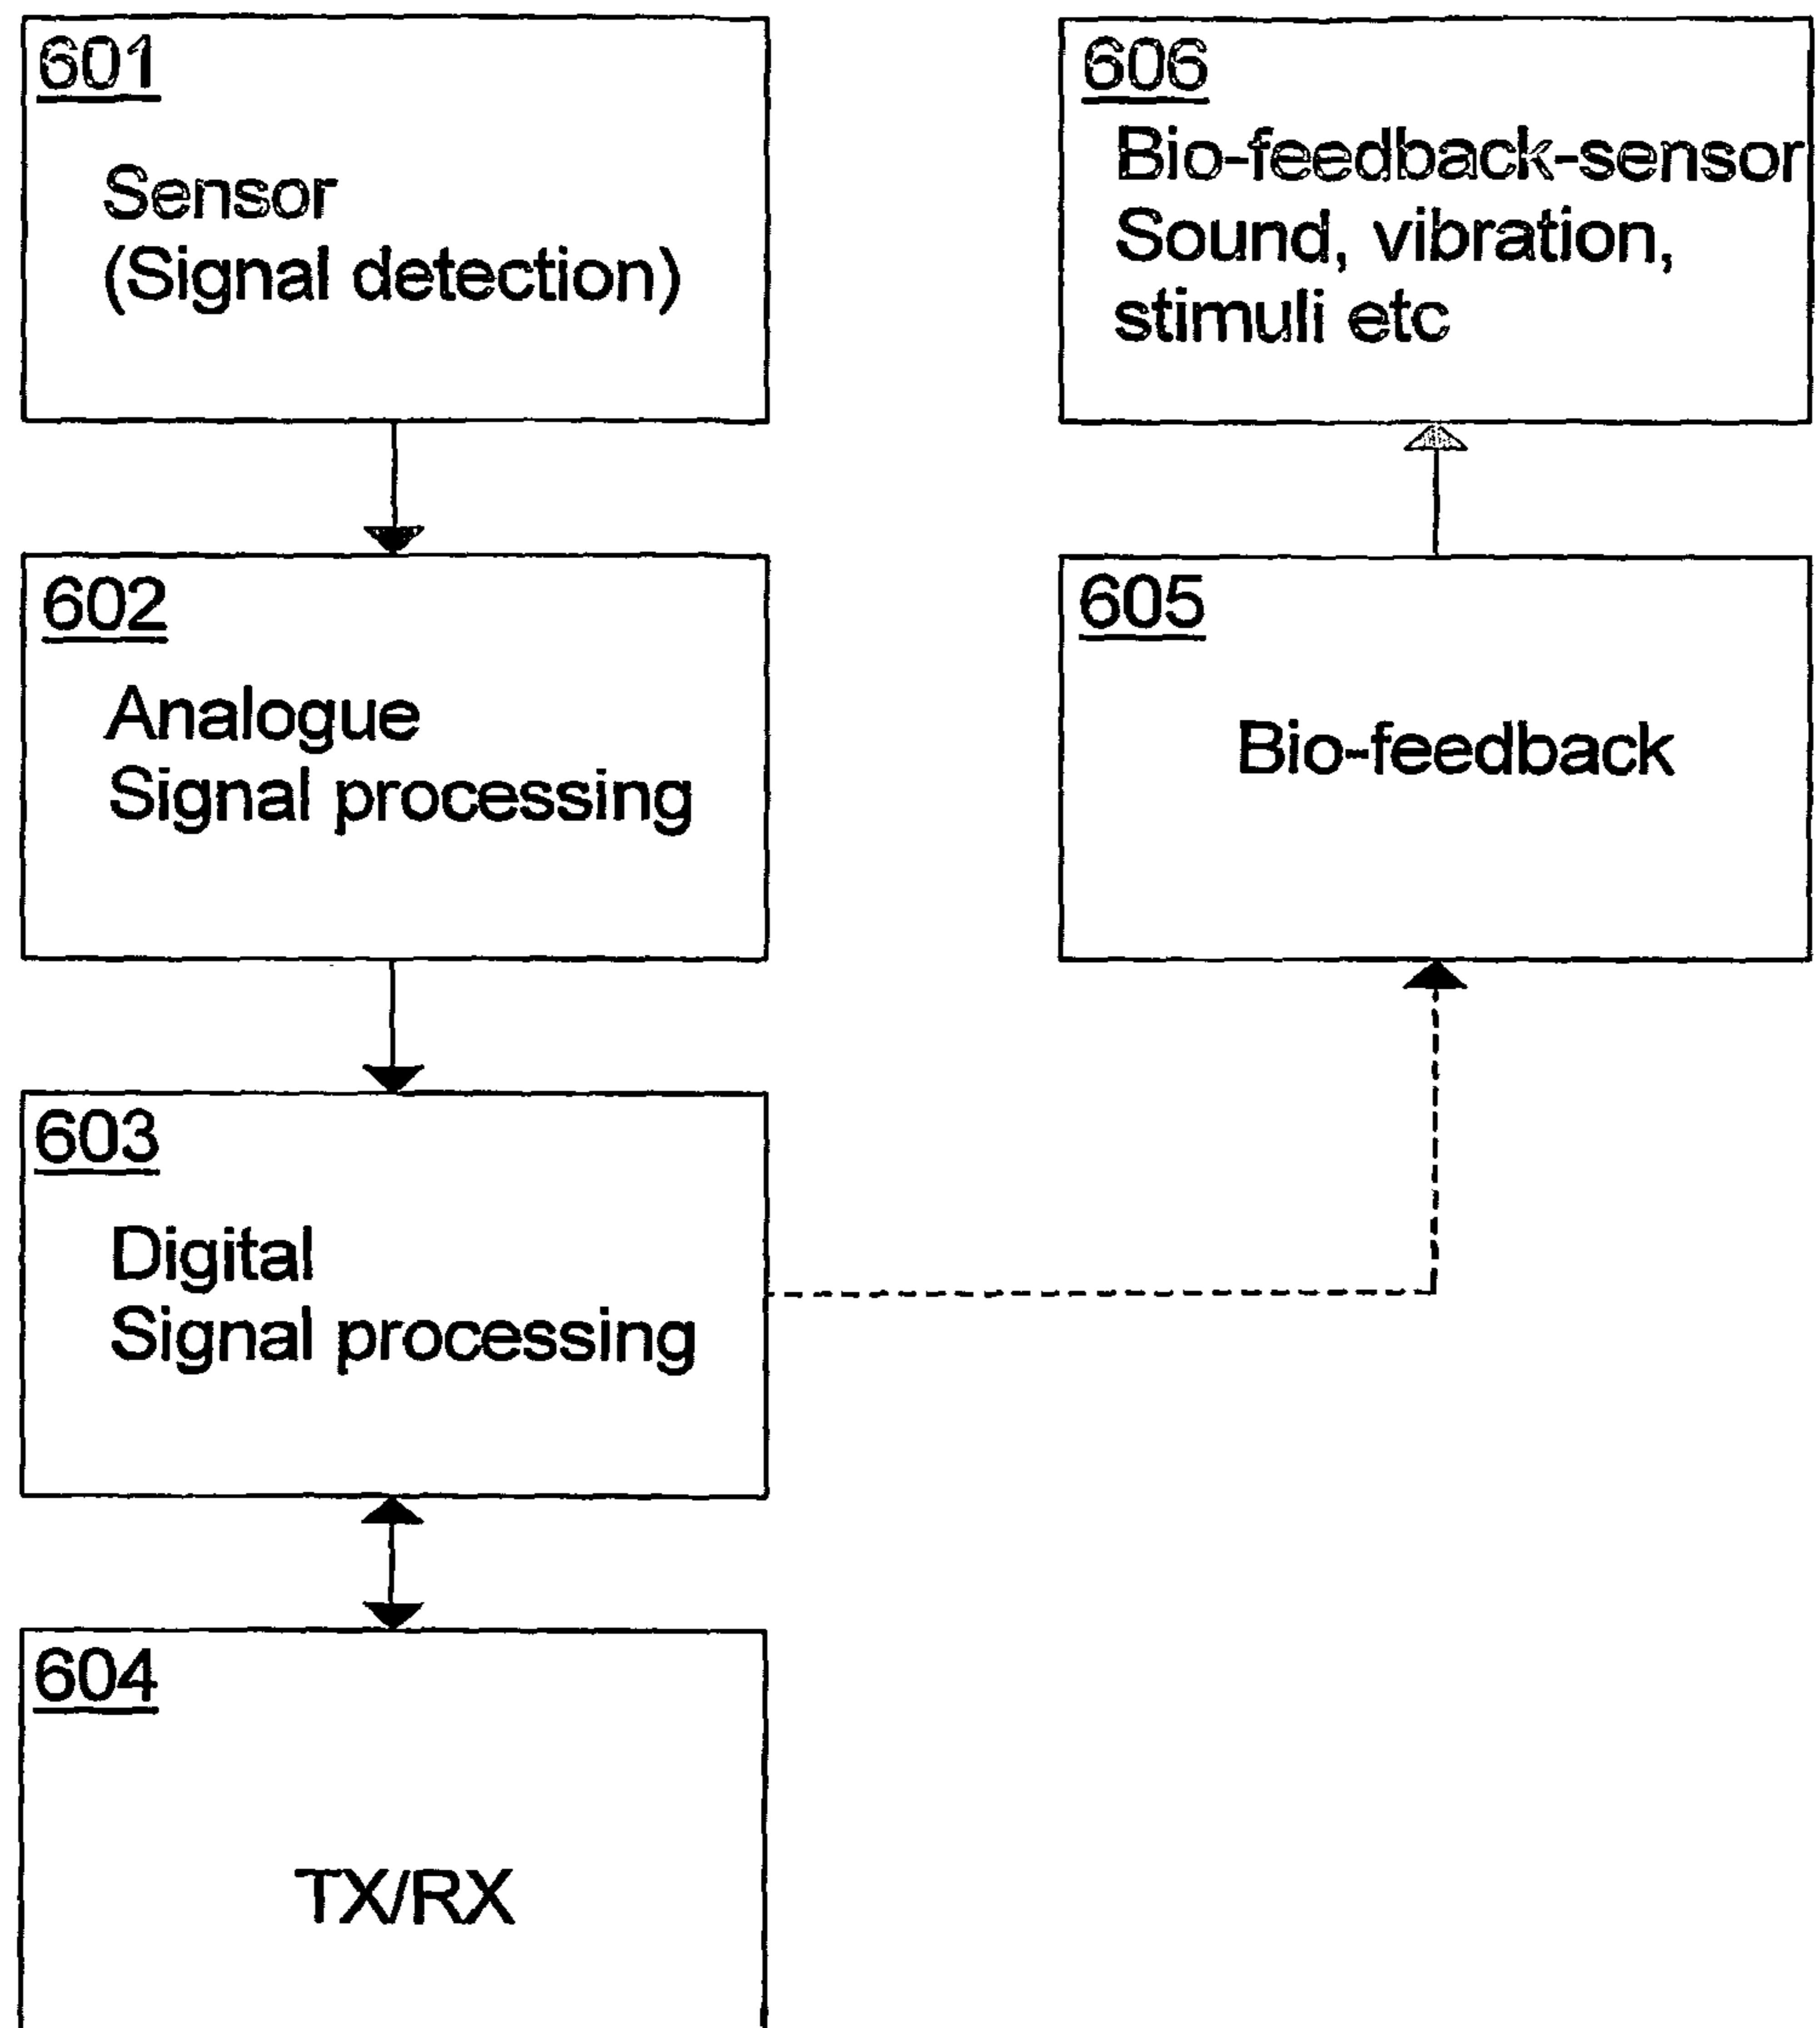 601
Sensor
(Signal detection)
602
Analogue
Signal processing
603
Digital
Signal processing
604
TX/RX
606
Bio-feedback-sensor
Sound, vibration,
stimuli etc
605
Bio-feedback